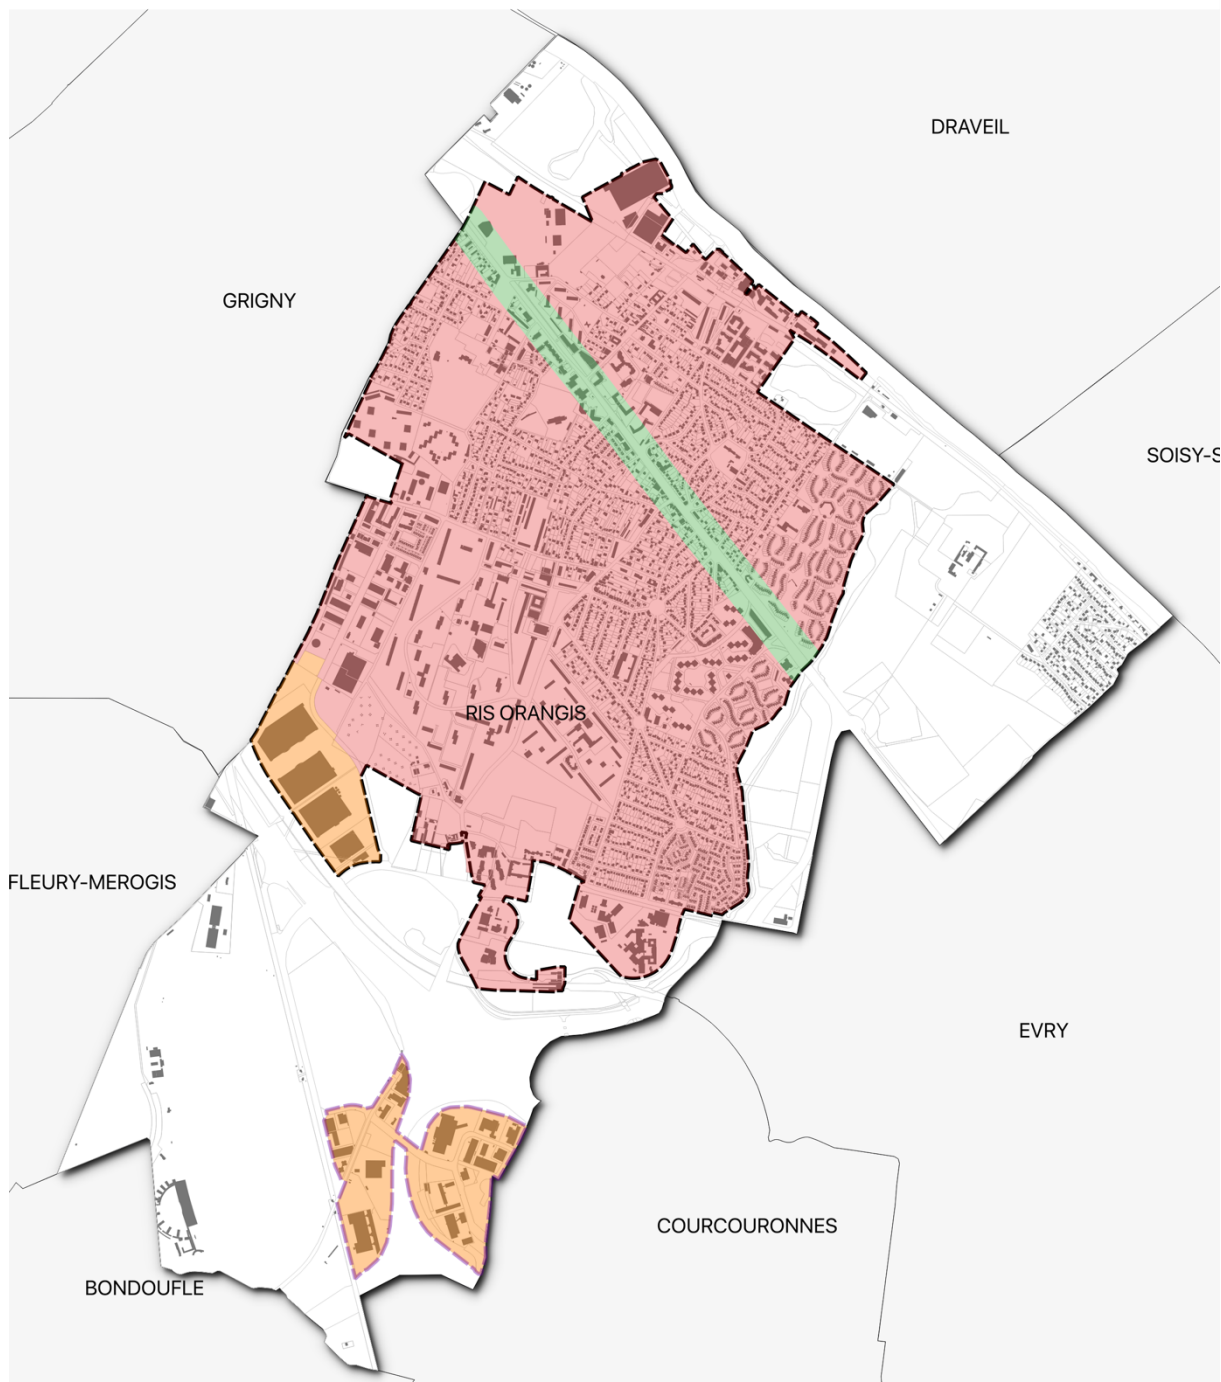 DRAVEIL
GRIGNY
SOISY-S
RIS ORANGIS
FLEURY-MEROGIS
EVRY
COURCOURONNES
BONDOUFLE